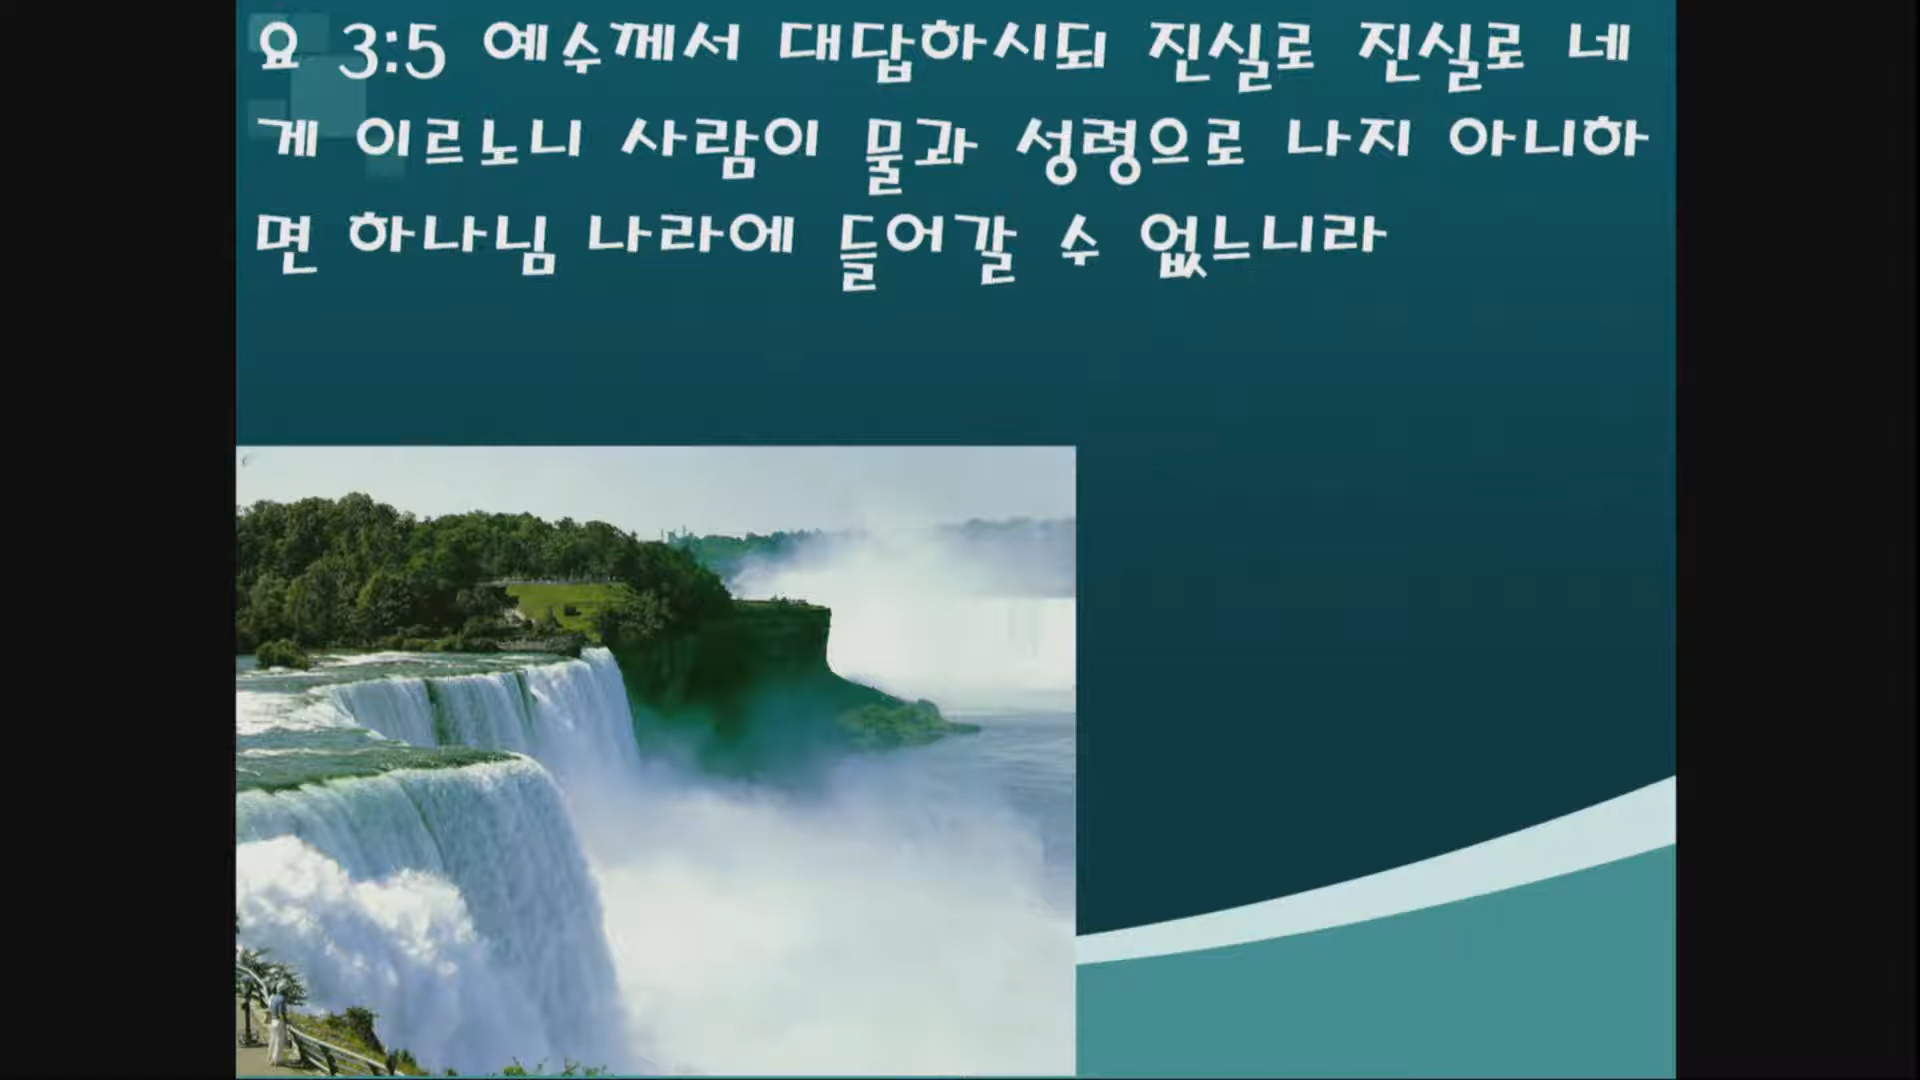 요 3:5 예수께서 대답하시되 진실로 진실로 네
게 이르노니 사람이 물과 성령으로 나지 아니하
면 하나님 나라에 들어갈 수 없느니라